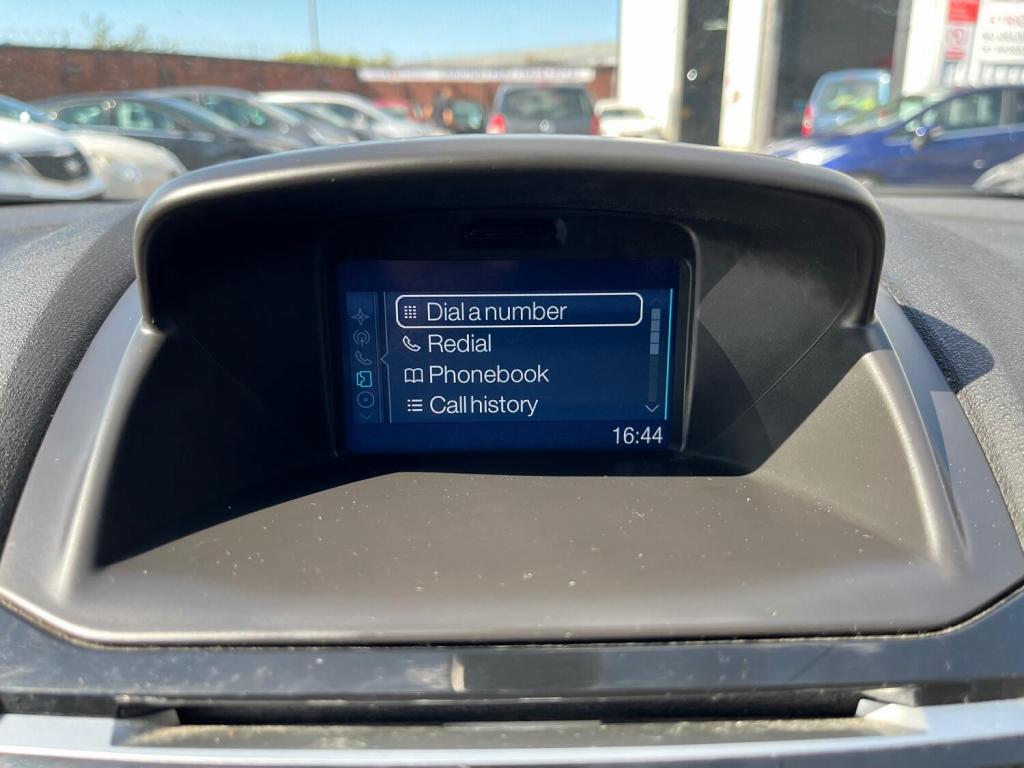 Dial a number
Redial
Phonebook
Call history
16:44